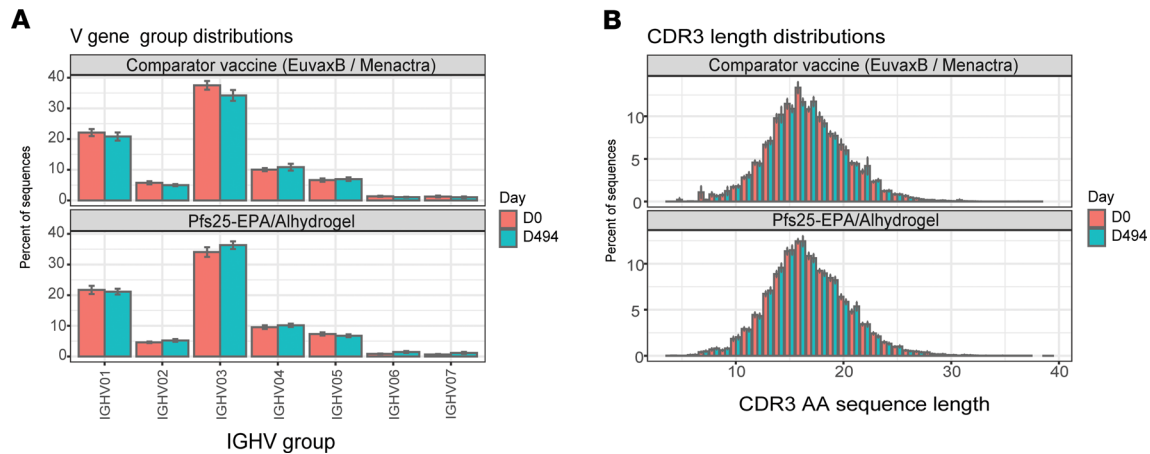 A
V gene group distributions
Comparator vaccine (EuvaxB / Menactra)
40
30
20
10
0
Pfs25-EPA/Alhydrogel
40
30
20
10
0
Percent of sequences
IGHV01
IGHV02
IGHV03
IGHV04
IGHV05
IGHV06
IGHV07
IGHV group
Day
D0
D494
B
CDR3 length distributions
Comparator vaccine (EuvaxB / Menactra)
10
5
0
Pfs25-EPA/Alhydrogel
10
5
0
Percent of sequences
10
20
30
40
CDR3 AA sequence length
Day
D0
D494